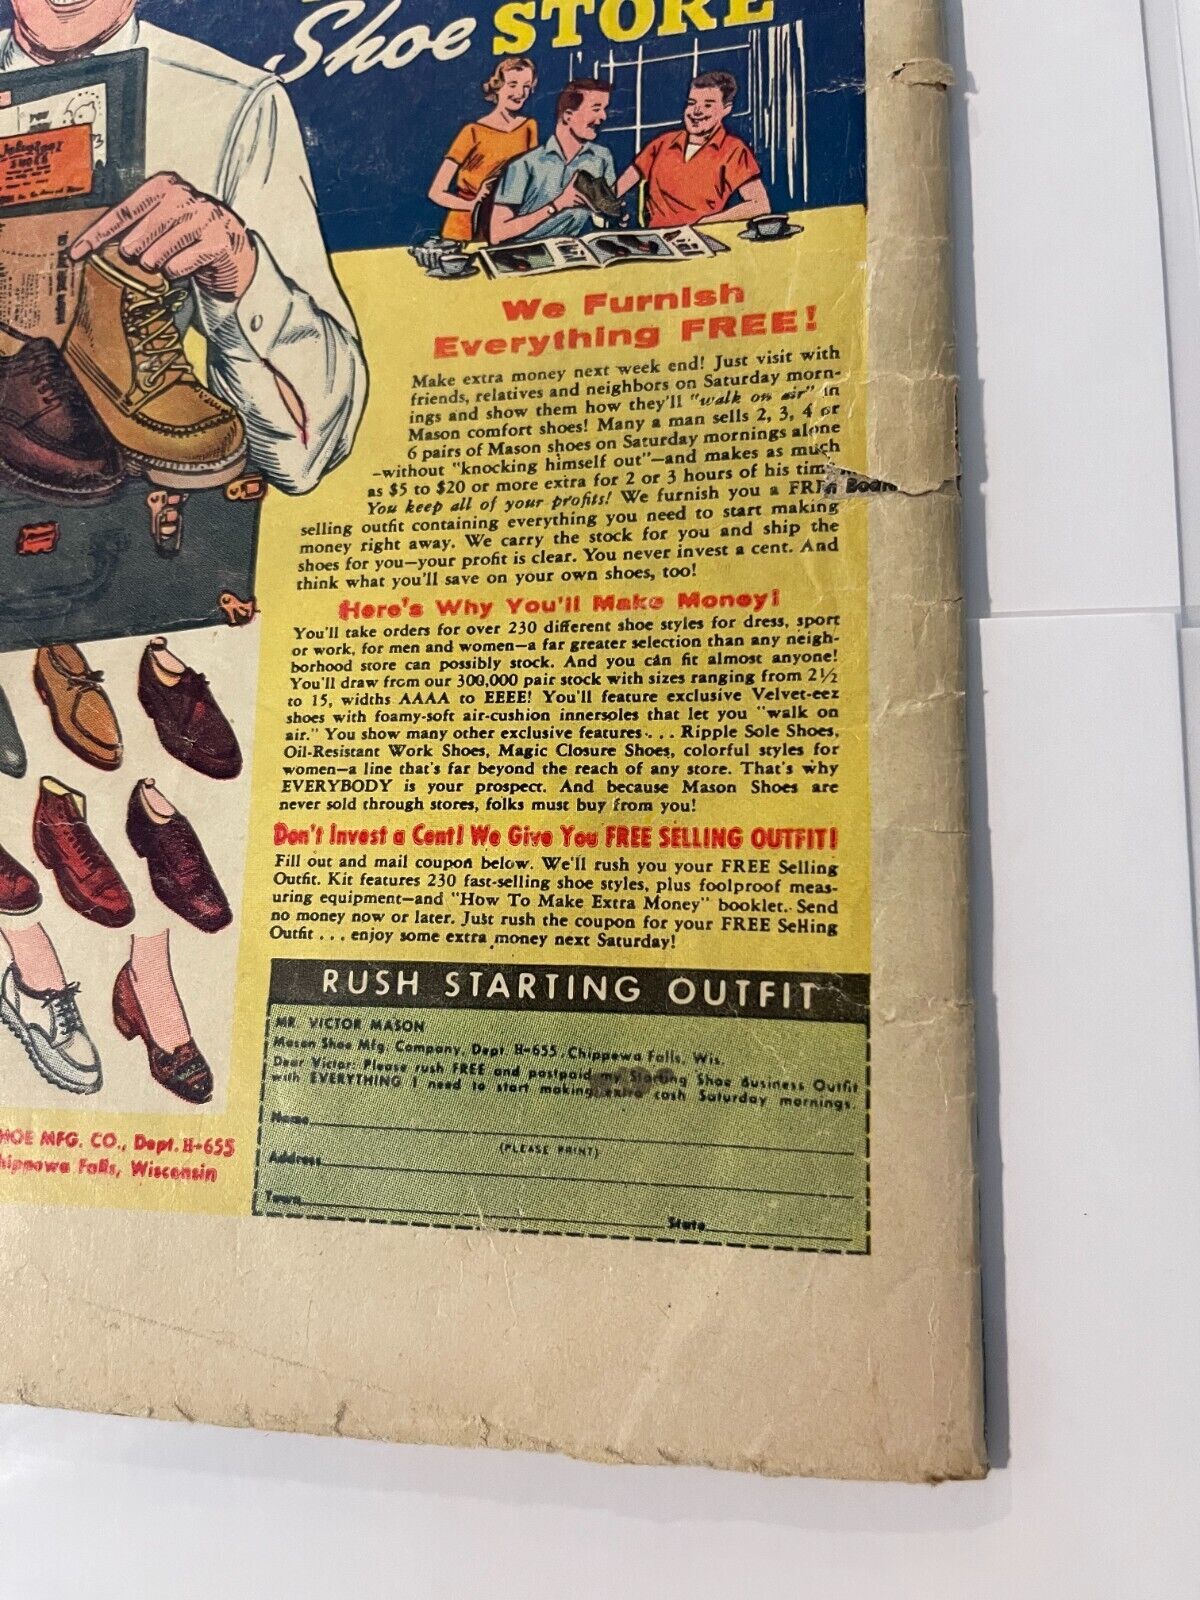 Shoe STORE
We Furnish
Everything FREE!
Make extra money next week end! Just visit with
friends, relatives and neighbors on Saturday morn-
ings and show them how they'll "walk on air" in
Mason comfort shoes! Many a man sells 2, 3, 4 or
6 pairs of Mason shoes on Saturday mornings alone
-without "knocking himself out"—and makes as much
as $5 to $20 or more extra for 2 or 3 hours of his
You keep all of your profits! We furnish you a
selling outfit containing everything you need to start making
money right away. We carry the stock for you and ship the
shoes for you—your profit is clear. You never invest a cent. And
think what you'll save on your own shoes, too!
Here's Why You'll Make Money!
You'll take orders for over 230 different shoe styles for dress, sport
or work, for men and women—a far greater selection than any neigh-
borhood store can possibly stock. And you can fit almost anyone!
You'll draw from our 300,000 pair stock with sizes ranging from 2½
to 15, widths AAAA to EEEE! You'll feature exclusive Velvet-eez
shoes with foamy-soft air-cushion innersoles that let you "walk on
air." You show many other exclusive features . . . Ripple Sole Shoes,
Oil-Resistant Work Shoes, Magic Closure Shoes, colorful styles for
women—a line that's far beyond the reach of any store. That's why
EVERYBODY is your prospect. And because Mason Shoes are
never sold through stores, folks must buy from you!
Don't Invest a Cent! We Give You FREE SELLING OUTFIT!
Fill out and mail coupon below. We'll rush you your FREE Selling
Outfit. Kit features 230 fast-selling shoe styles, plus foolproof meas-
uring equipment—and "How To Make Extra Money" booklet. Send
no money now or later. Just rush the coupon for your FREE Selling
Outfit . . . enjoy some extra money next Saturday!
RUSH STARTING OUTFIT
MR. VICTOR MASON
Mason Shoe Mfg. Company, Dept. H-655, Chippewa Falls, Wis.
Dear Victor: Please rush FREE and postpaid my Starting Shoe Business Outfit
with EVERYTHING I need to start making extra cash Saturday mornings.
Name
(PLEASE PRINT)
Address
Town
State
HOE MFG. CO., Dept. H-655
hippewa Falls, Wisconsin